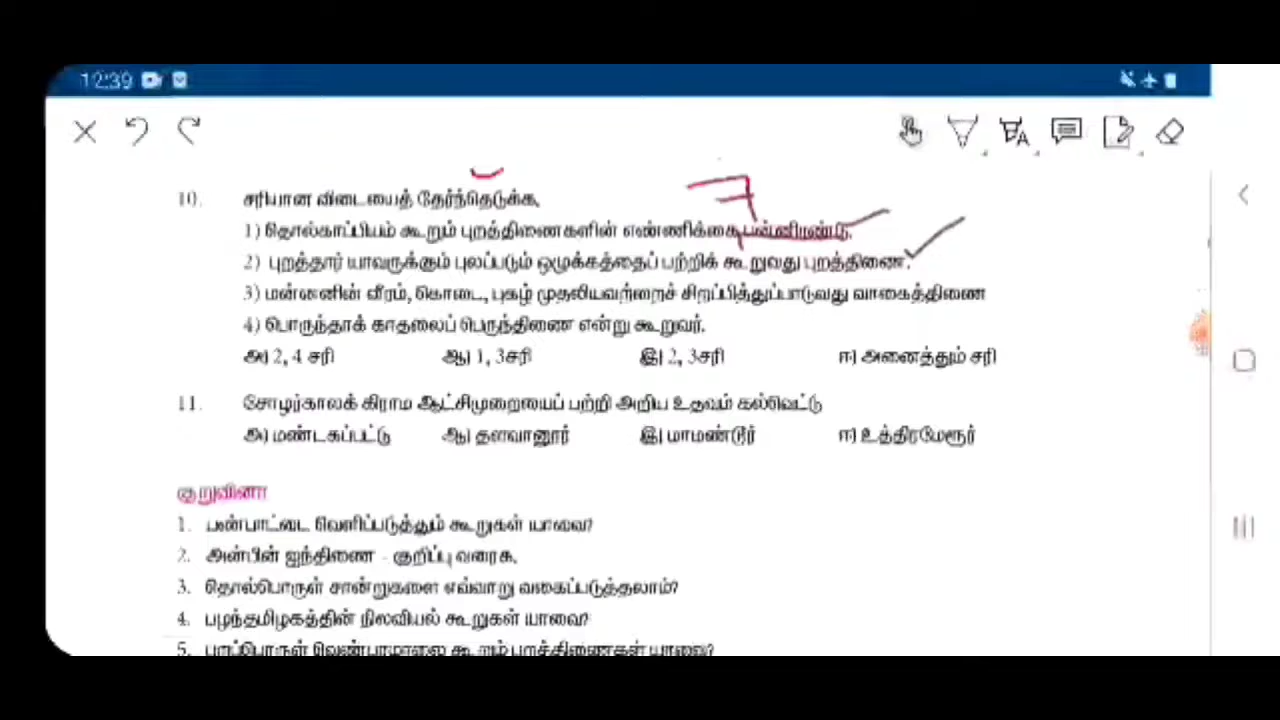 12:39
10. சரியான விடையைத் தேர்ந்தெடுக்க.
7
1) தொல்காப்பியம் கூறும் புறத்திணைகளின் எண்ணிக்கை பன்னிரண்டு.
2) புறத்தார் யாவருக்கும் புலப்படும் ஒழுக்கத்தைப் பற்றிக் கூறுவது புறத்திணை.
3) மன்னனின் வீரம், கொடை, புகழ் முதலியவற்றைச் சிறப்பித்துப்பாடுவது வாகைத்திணை
4) பொருந்தாக் காதலைப் பெருந்திணை என்று கூறுவர்.
அ) 2, 4 சரி ஆ) 1, 3சரி இ) 2, 3சரி ஈ) அனைத்தும் சரி
11. சோழர்காலக் கிராம ஆட்சிமுறையைப் பற்றி அறிய உதவும் கல்வெட்டு
அ) மண்டகப்பட்டு ஆ) தளவானூர் இ) மாமண்டூர் ஈ) உத்திரமேரூர்
குறுவினா
1. பண்பாட்டை வெளிப்படுத்தும் கூறுகள் யாவை?
2. அன்பின் ஐந்திணை - குறிப்பு வரைக.
3. தொல்பொருள் சான்றுகளை எவ்வாறு வகைப்படுத்தலாம்?
4. பழந்தமிழகத்தின் நிலவியல் கூறுகள் யாவை?
5. புறப்பொருள் வெண்பாமாலை கூறும் புறத்திணைகள் யாவை?